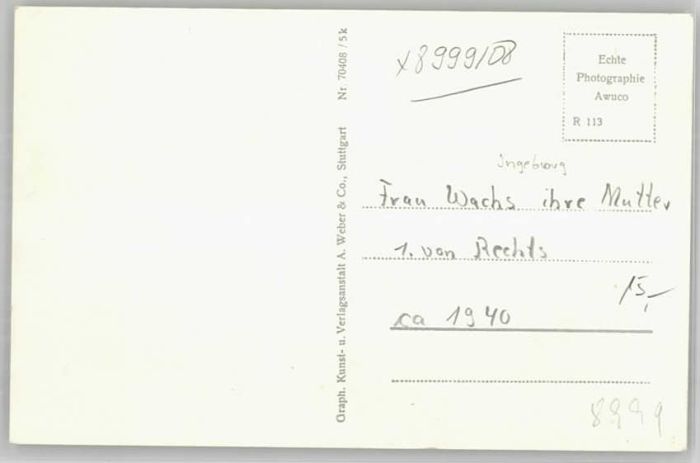 Graph. Kunst- u. Verlagsanstalt A. Weber & Co., Stuttgart Nr. 70408 / 5 k
x8999/08
Echte
Photographie
Awuco
R 113
Ingeborg
Frau Wachs ihre Mutter
1. von Rechts
15,-
ca 1940
8999